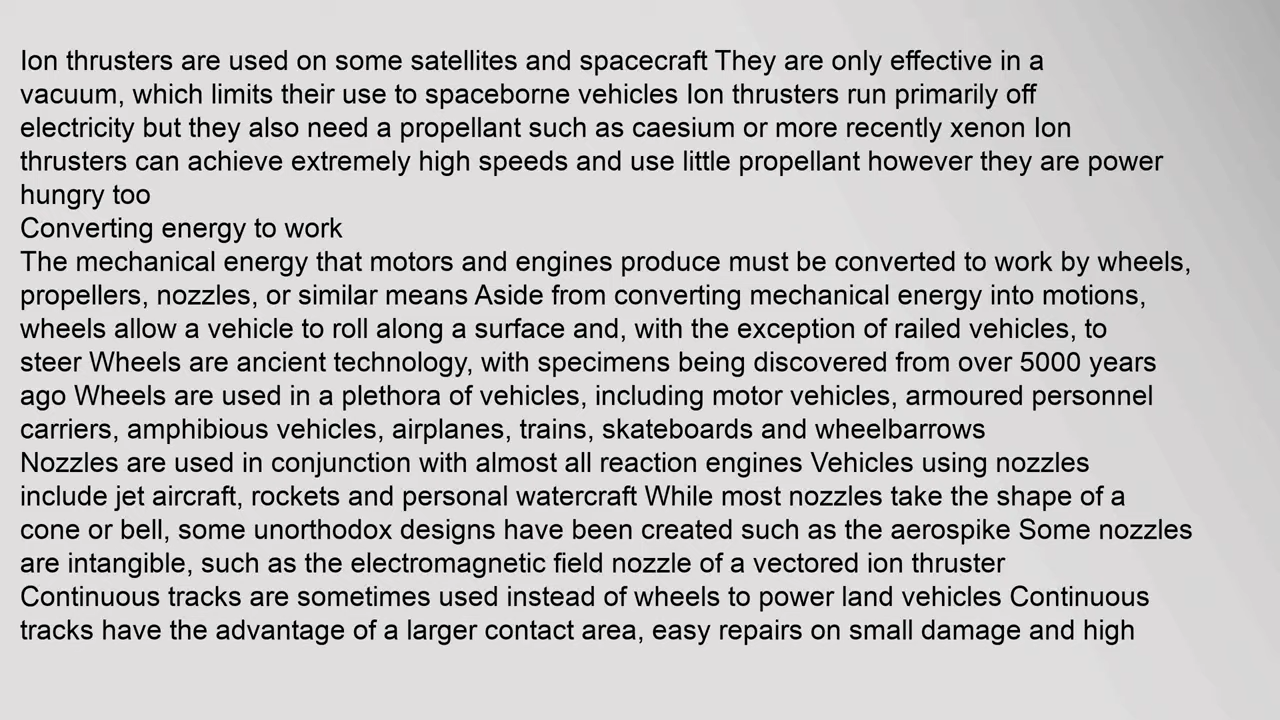 Ion thrusters are used on some satellites and spacecraft They are only effective in a
vacuum, which limits their use to spaceborne vehicles Ion thrusters run primarily off
electricity but they also need a propellant such as caesium or more recently xenon Ion
thrusters can achieve extremely high speeds and use little propellant however they are power
hungry too
Converting energy to work
The mechanical energy that motors and engines produce must be converted to work by wheels,
propellers, nozzles, or similar means Aside from converting mechanical energy into motions,
wheels allow a vehicle to roll along a surface and, with the exception of railed vehicles, to
steer Wheels are ancient technology, with specimens being discovered from over 5000 years
ago Wheels are used in a plethora of vehicles, including motor vehicles, armoured personnel
carriers, amphibious vehicles, airplanes, trains, skateboards and wheelbarrows
Nozzles are used in conjunction with almost all reaction engines Vehicles using nozzles
include jet aircraft, rockets and personal watercraft While most nozzles take the shape of a
cone or bell, some unorthodox designs have been created such as the aerospike Some nozzles
are intangible, such as the electromagnetic field nozzle of a vectored ion thruster
Continuous tracks are sometimes used instead of wheels to power land vehicles Continuous
tracks have the advantage of a larger contact area, easy repairs on small damage and high